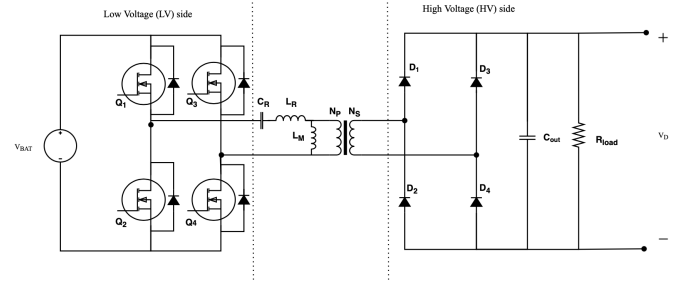 Low Voltage (LV) side
High Voltage (HV) side
+
D1
D3
Q1
Q3
CR
LR
NP
NS
LM
VBAT
+
-
Cout
Rload
VD
D2
D4
Q2
Q4
−